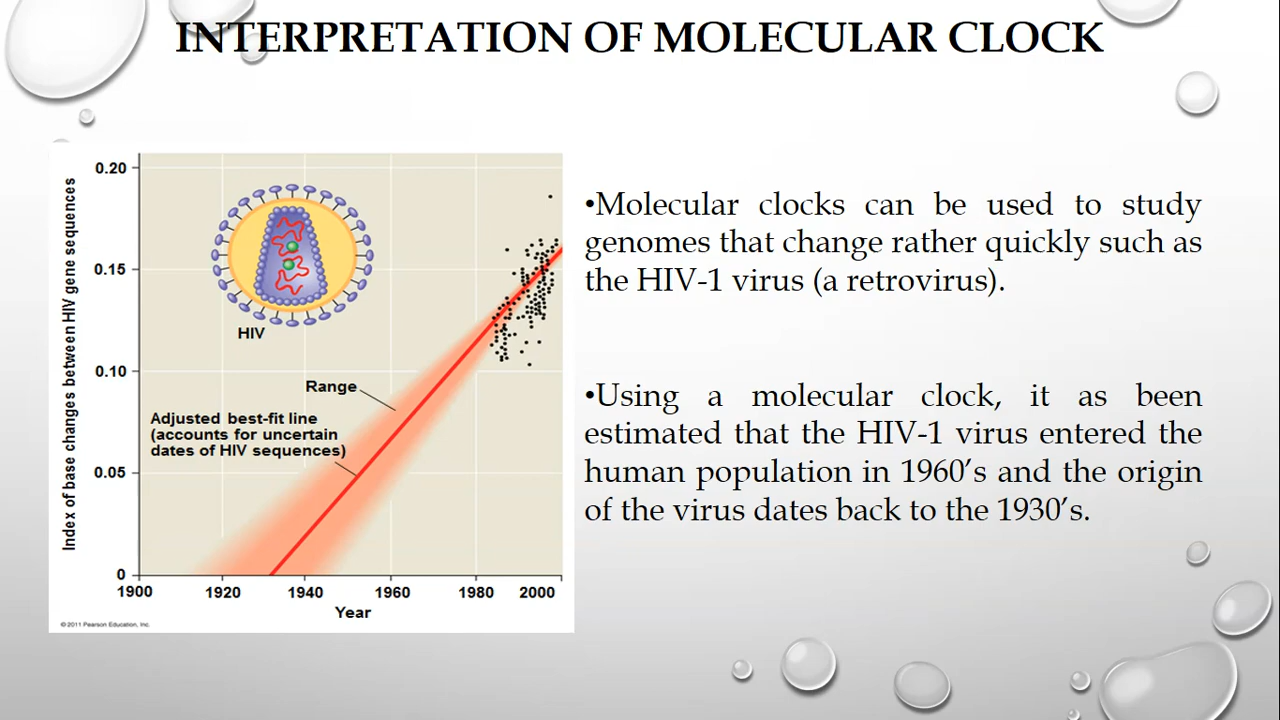 INTERPRETATION OF MOLECULAR CLOCK
Index of base changes between HIV gene sequences
0.20
0.15
0.10
0.05
0
HIV
Range
Adjusted best-fit line
(accounts for uncertain
dates of HIV sequences)
1900 1920 1940 1960 1980 2000
Year
© 2011 Pearson Education, Inc.
•Molecular clocks can be used to study
genomes that change rather quickly such as
the HIV-1 virus (a retrovirus).
•Using a molecular clock, it as been
estimated that the HIV-1 virus entered the
human population in 1960’s and the origin
of the virus dates back to the 1930’s.